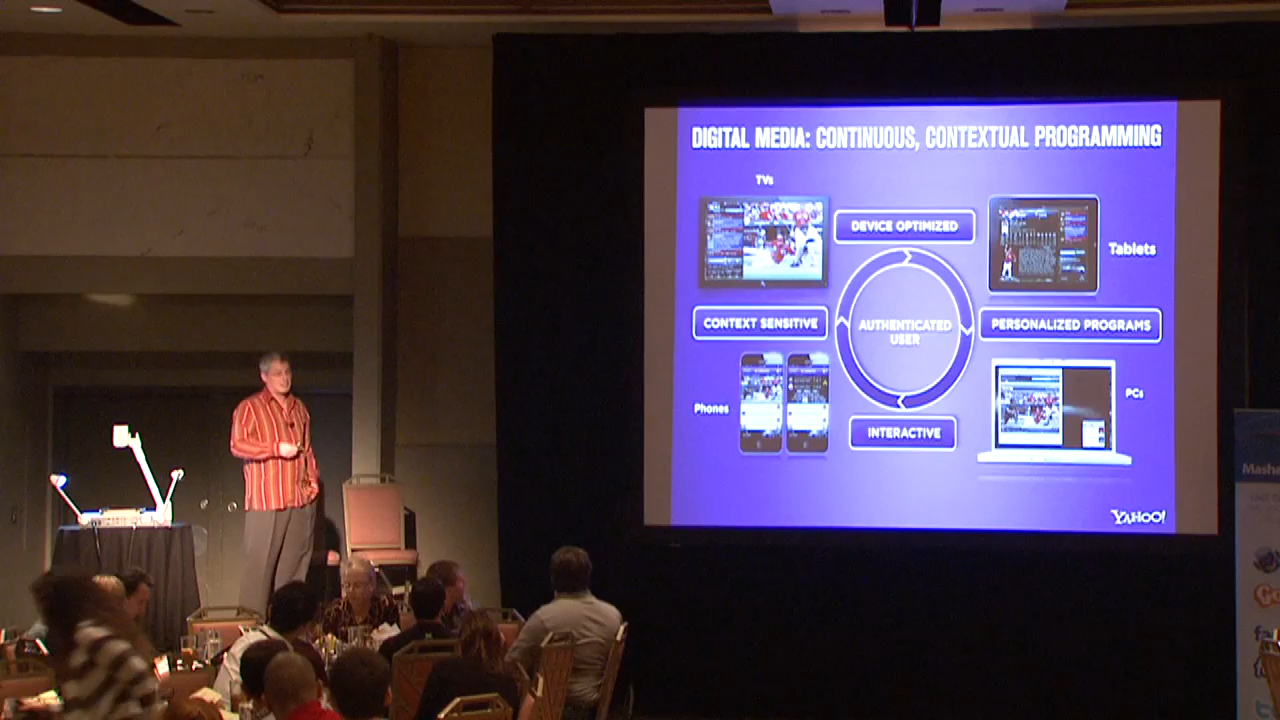 DIGITAL MEDIA: CONTINUOUS, CONTEXTUAL PROGRAMMING
TVs
DEVICE OPTIMIZED
Tablets
CONTEXT SENSITIVE
AUTHENTICATED
USER
PERSONALIZED PROGRAMS
Phones
PCs
INTERACTIVE
YAHOO!